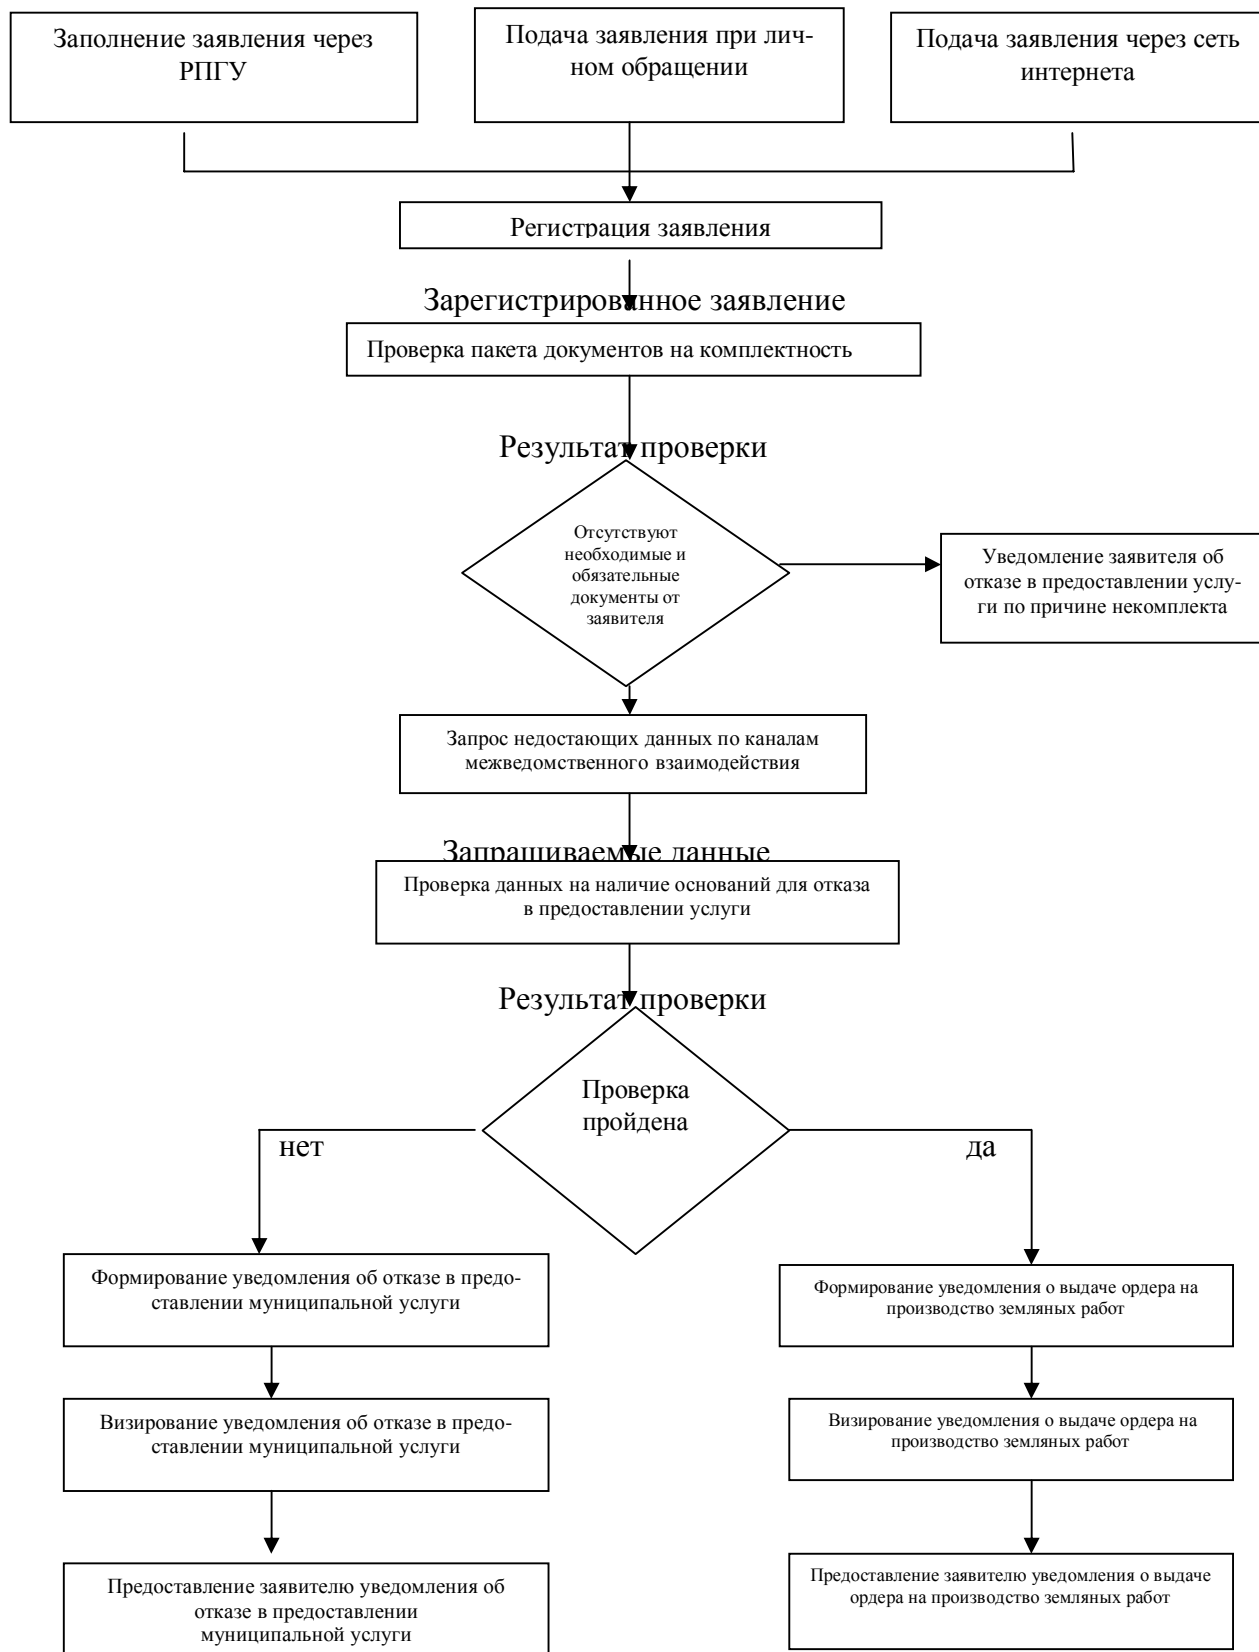 Заполнение заявления через
РПГУ
Подача заявления при лич-
ном обращении
Подача заявления через сеть
интернета
Регистрация заявления
Зарегистрированное заявление
Проверка пакета документов на комплектность
Результат проверки
Отсутствуют
необходимые и
обязательные
документы от
заявителя
Уведомление заявителя об
отказе в предоставлении услу-
ги по причине некомплекта
Запрос недостающих данных по каналам
межведомственного взаимодействия
Запрашиваемые данные
Проверка данных на наличие оснований для отказа
в предоставлении услуги
Результат проверки
Проверка
пройдена
нет
да
Формирование уведомления об отказе в предо-
ставлении муниципальной услуги
Формирование уведомления о выдаче ордера на
производство земляных работ
Визирование уведомления об отказе в предо-
ставлении муниципальной услуги
Визирование уведомления о выдаче ордера на
производство земляных работ
Предоставление заявителю уведомления об
отказе в предоставлении
муниципальной услуги
Предоставление заявителю уведомления о выдаче
ордера на производство земляных работ